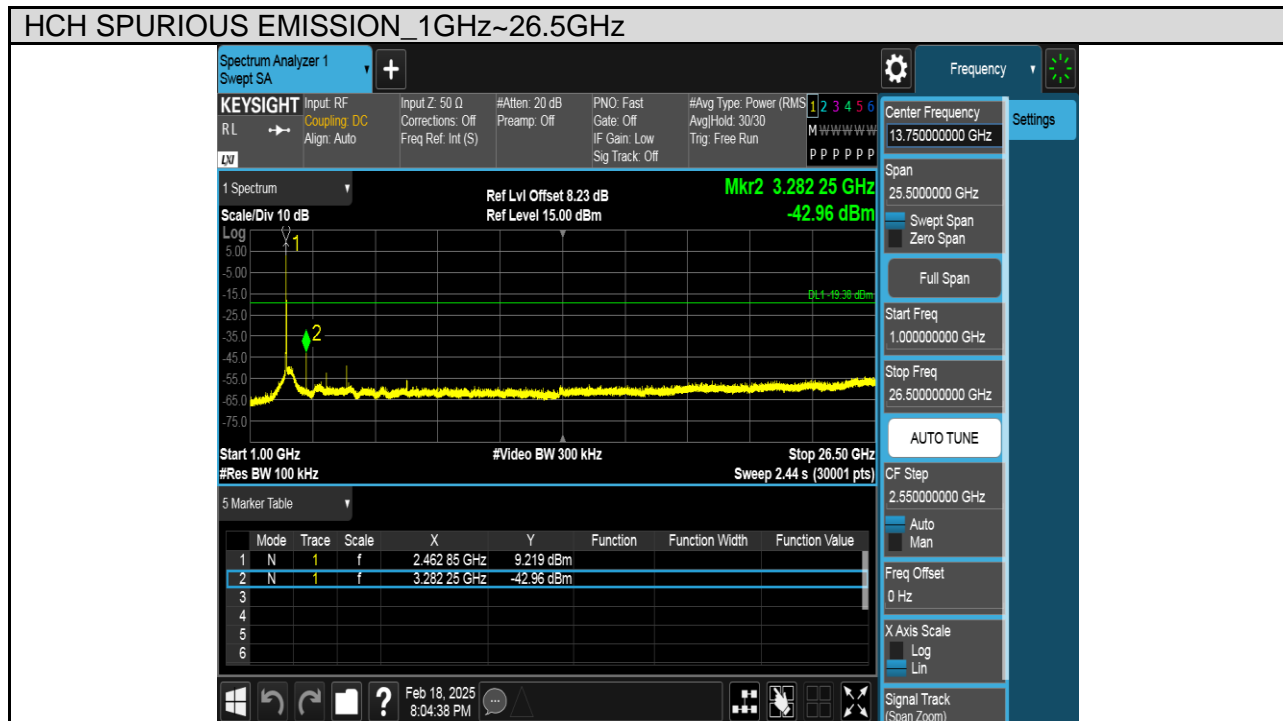 HCH SPURIOUS EMISSION_1GHz~26.5GHz
Spectrum Analyzer 1
Swept SA
+
Frequency
KEYSIGHT
RL
LXI
Input: RF
Coupling: DC
Align: Auto
Input Z: 50 Ω
Corrections: Off
Freq Ref: Int (S)
#Atten: 20 dB
Preamp: Off
PNO: Fast
Gate: Off
IF Gain: Low
Sig Track: Off
#Avg Type: Power (RMS
Avg|Hold: 30/30
Trig: Free Run
1 2 3 4 5 6
M W W W W W
P P P P P P
Center Frequency
13.750000000 GHz
Settings
1 Spectrum
Scale/Div 10 dB
Ref Lvl Offset 8.23 dB
Ref Level 15.00 dBm
Mkr2 3.282 25 GHz
-42.96 dBm
Span
25.5000000 GHz
Swept Span
Zero Span
Full Span
Log
5.00
-5.00
-15.0
-25.0
-35.0
-45.0
-55.0
-65.0
-75.0
1
2
DL1 -19.30 dBm
Start Freq
1.000000000 GHz
Stop Freq
26.500000000 GHz
AUTO TUNE
Start 1.00 GHz
#Res BW 100 kHz
#Video BW 300 kHz
Stop 26.50 GHz
Sweep 2.44 s (30001 pts)
CF Step
2.550000000 GHz
Auto
Man
5 Marker Table
Mode Trace Scale X Y Function Function Width Function Value
1 N 1 f 2.462 85 GHz 9.219 dBm
2 N 1 f 3.282 25 GHz -42.96 dBm
3
4
5
6
Freq Offset
0 Hz
X Axis Scale
Log
Lin
Signal Track
(Span Zoom)
?
Feb 18, 2025
8:04:38 PM